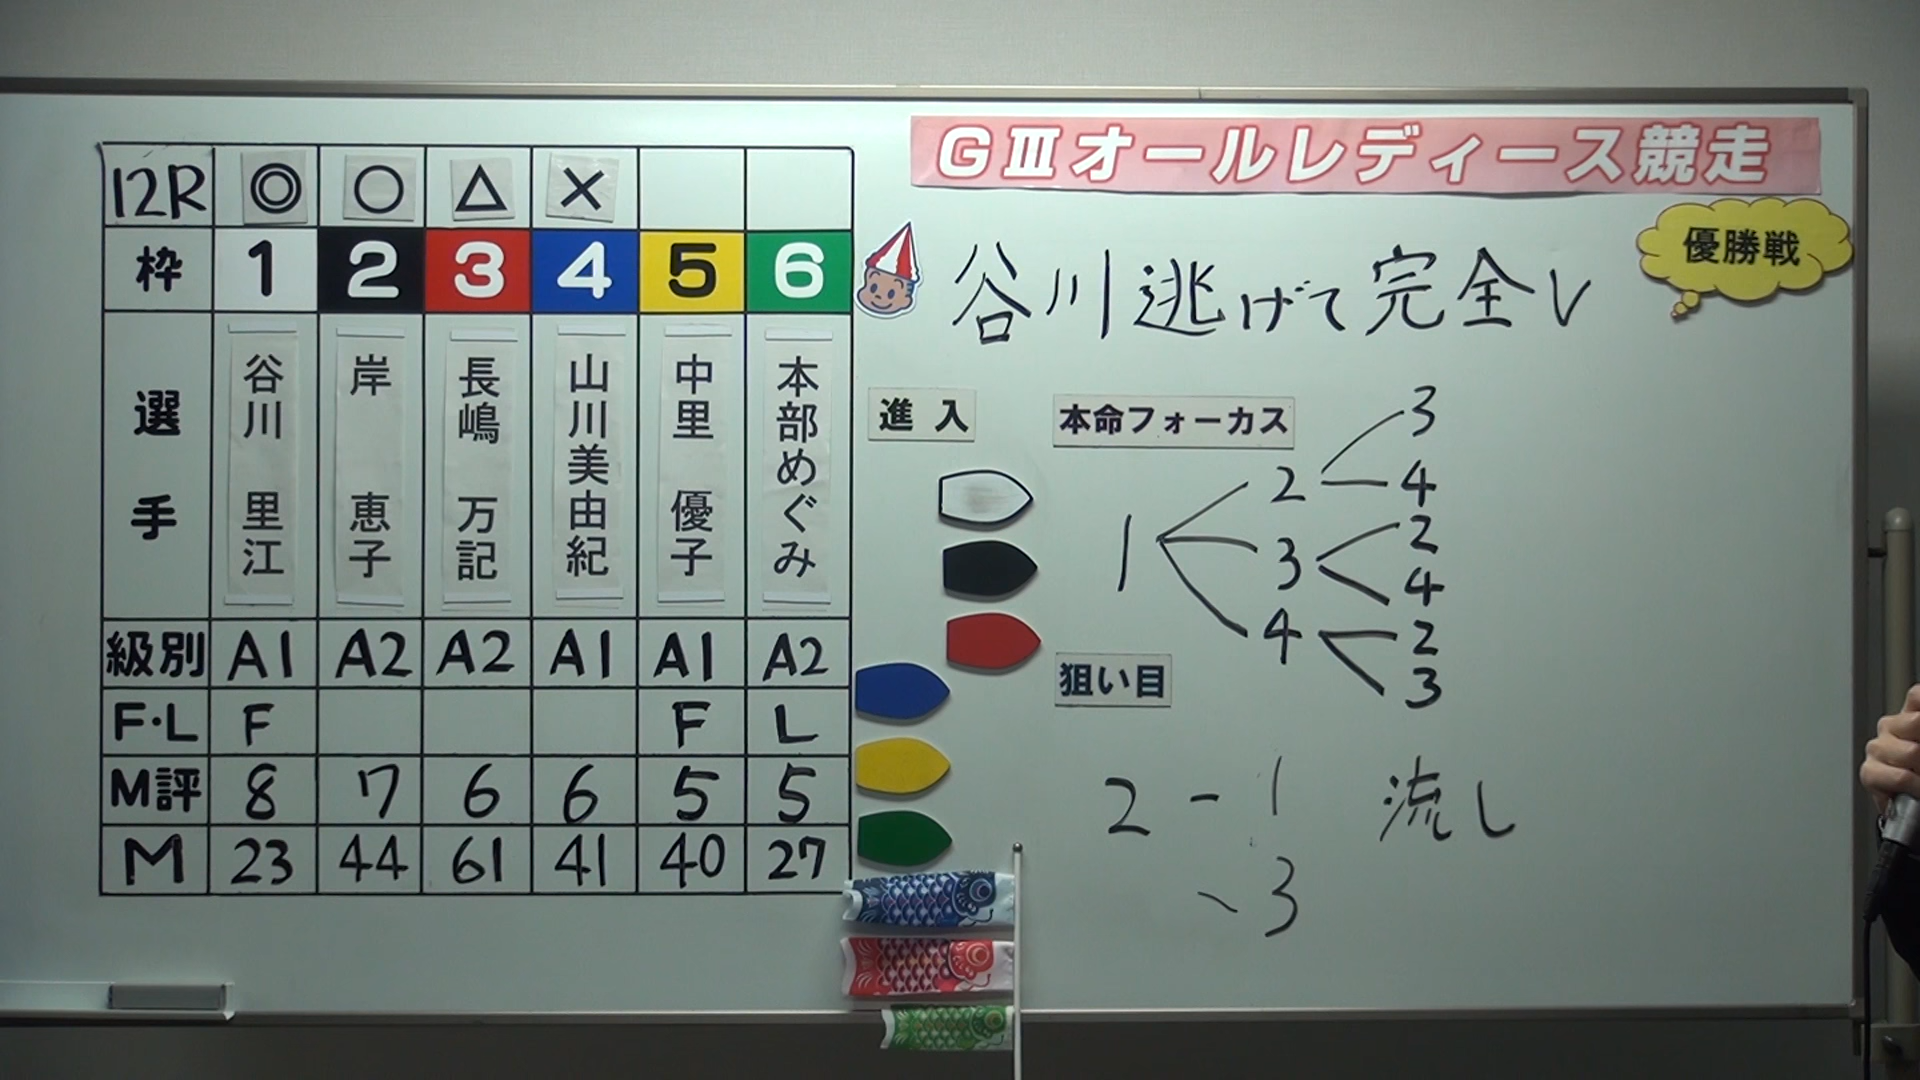 GⅢオールレディース競走
優勝戦
12R ◎ ○ △ ×
枠 1 2 3 4 5 6
選手 谷川里江 岸恵子 長嶋万記 山川美由紀 中里優子 本部めぐみ
級別 A1 A2 A2 A1 A1 A2
F・L F F L
M評 8 7 6 6 5 5
M 23 44 61 41 40 27
谷川逃げて完全V
進入
本命フォーカス
1 2 3
4
3 2
4
4 2
3
狙い目
2-1 流し
-3